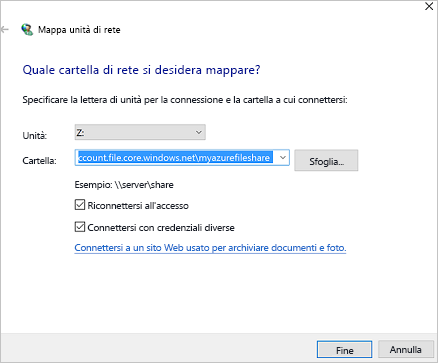 Mappa unità di rete
Quale cartella di rete si desidera mappare?
Specificare la lettera di unità per la connessione e la cartella a cui connettersi:
Unità: Z:
Cartella: ccount.file.core.windows.net\myazurefileshare Sfoglia...
Esempio: \\server\share
Riconnettersi all'accesso
Connettersi con credenziali diverse
Connettersi a un sito Web usato per archiviare documenti e foto.
Fine Annulla